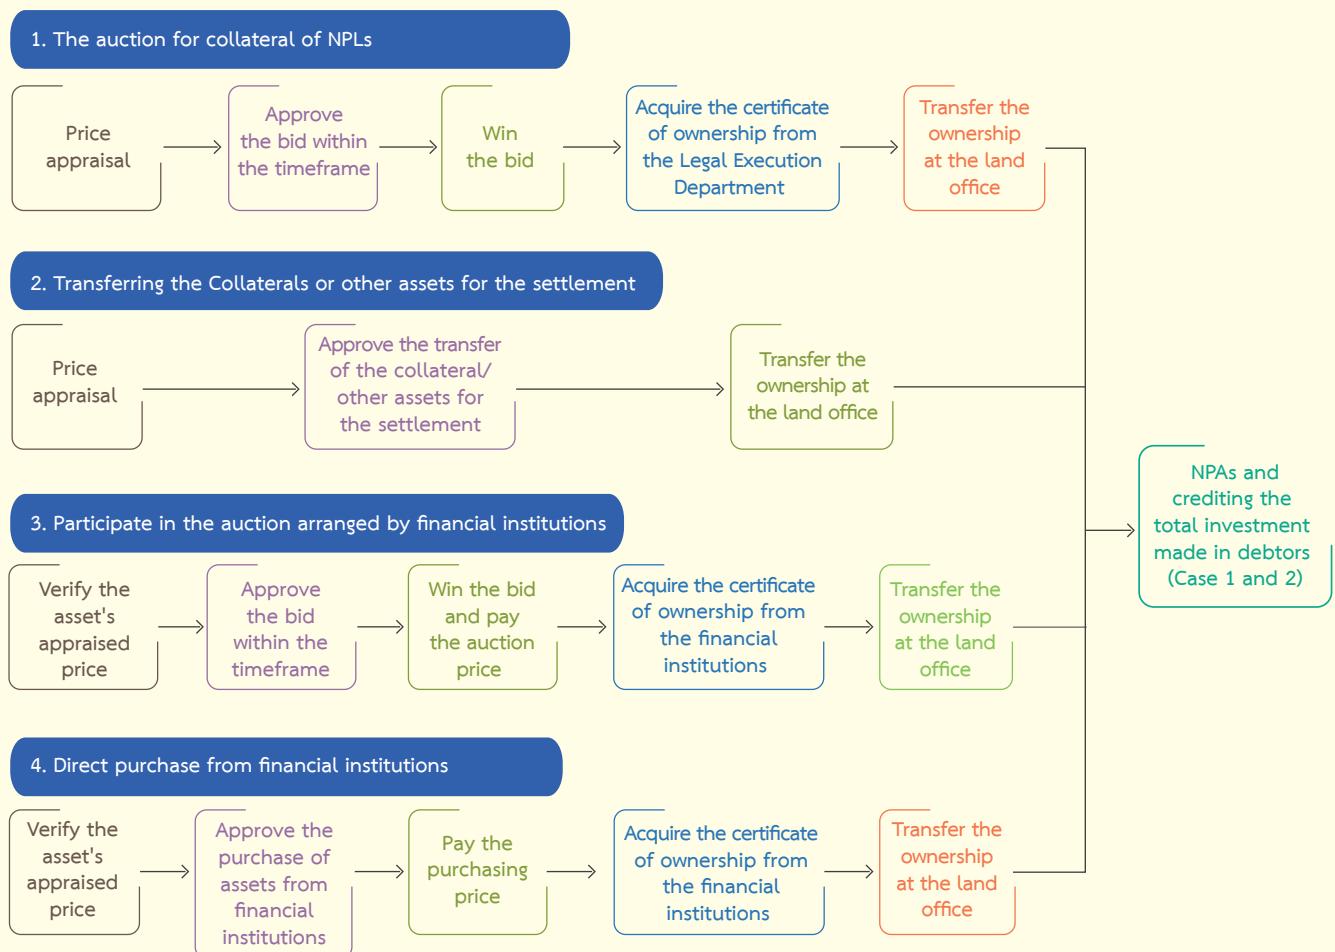 1. The auction for collateral of NPLs
Price
appraisal
Approve
the bid within
the timeframe
Win
the bid
Acquire the certificate
of ownership from
the Legal Execution
Department
Transfer the
ownership
at the land
office
2. Transferring the Collaterals or other assets for the settlement
Price
appraisal
Approve the transfer
of the collateral/
other assets for
the settlement
Transfer the
ownership at
the land office
NPAs and
crediting the
total investment
made in debtors
(Case 1 and 2)
3. Participate in the auction arranged by financial institutions
Verify the
asset's
appraised
price
Approve
the bid
within the
timeframe
Win the bid
and pay
the auction
price
Acquire the certificate
of ownership from
the financial
institutions
Transfer the
ownership
at the land
office
4. Direct purchase from financial institutions
Verify the
asset's
appraised
price
Approve the
purchase of
assets from
financial
institutions
Pay the
purchasing
price
Acquire the certificate
of ownership from
the financial
institutions
Transfer the
ownership
at the land
office